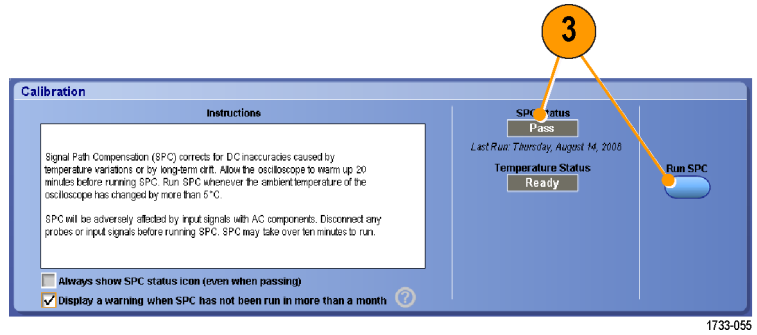 3
Calibration
Instructions
Signal Path Compensation (SPC) corrects for DC inaccuracies caused by
temperature variations or by long-term drift. Allow the oscilloscope to warm up 20
minutes before running SPC. Run SPC whenever the ambient temperature of the
oscilloscope has changed by more than 5 °C.
SPC will be adversely affected by input signals with AC components. Disconnect any
probes or input signals before running SPC. SPC may take over ten minutes to run.
Always show SPC status icon (even when passing)
Display a warning when SPC has not been run in more than a month ?
SPC Status
Pass
Last Run: Thursday, August 14, 2008
Temperature Status
Ready
Run SPC
1733-055